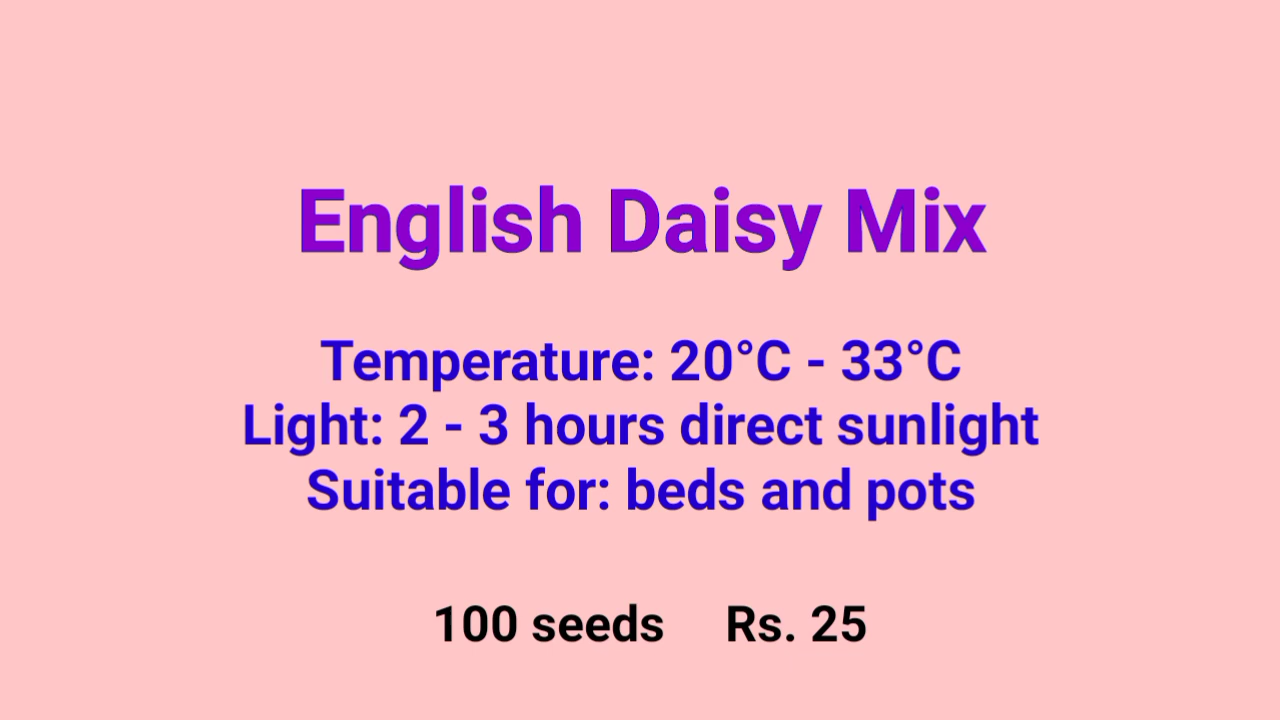 English Daisy Mix
Temperature: 20°C - 33°C
Light: 2 - 3 hours direct sunlight
Suitable for: beds and pots
100 seeds Rs. 25